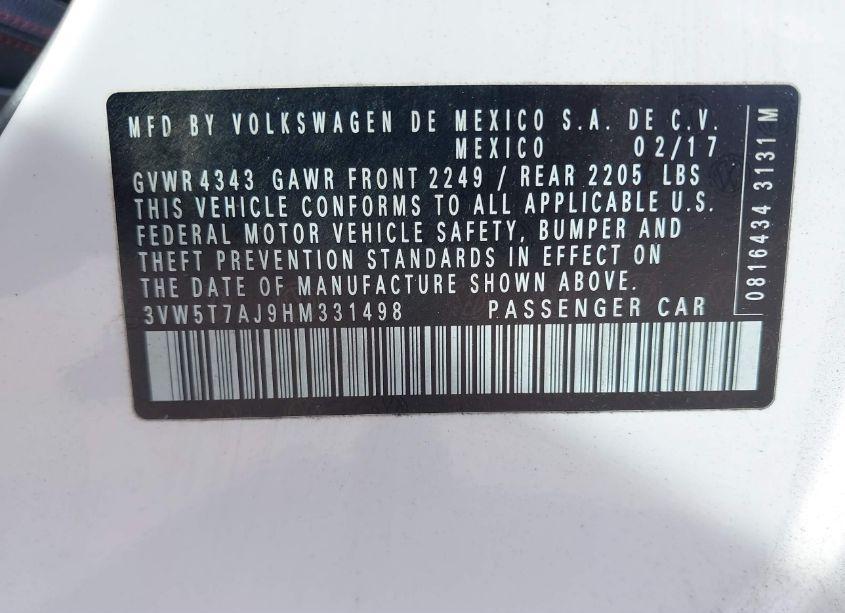 MFD BY VOLKSWAGEN DE MEXICO S.A. DE C.V.
MEXICO 02/17
GVWR 4343 GAWR FRONT 2249 / REAR 2205 LBS
THIS VEHICLE CONFORMS TO ALL APPLICABLE U.S.
FEDERAL MOTOR VEHICLE SAFETY, BUMPER AND
THEFT PREVENTION STANDARDS IN EFFECT ON
THE DATE OF MANUFACTURE SHOWN ABOVE.
3VW5T7AJ9HM331498 PASSENGER CAR
0816434 3131 M